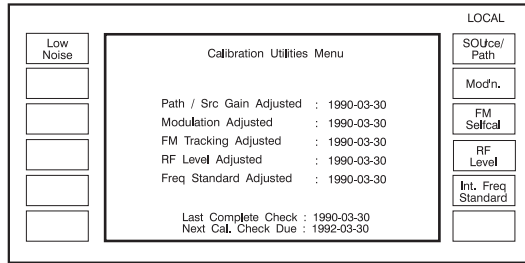 LOCAL
Low
Noise
Calibration Utilities Menu
SOUrce/
Path
Mod'n.
Path / Src Gain Adjusted : 1990-03-30
Modulation Adjusted : 1990-03-30
FM Tracking Adjusted : 1990-03-30
RF Level Adjusted : 1990-03-30
Freq Standard Adjusted : 1990-03-30
FM
Selfcal
RF
Level
Int. Freq
Standard
Last Complete Check : 1990-03-30
Next Cal. Check Due : 1992-03-30